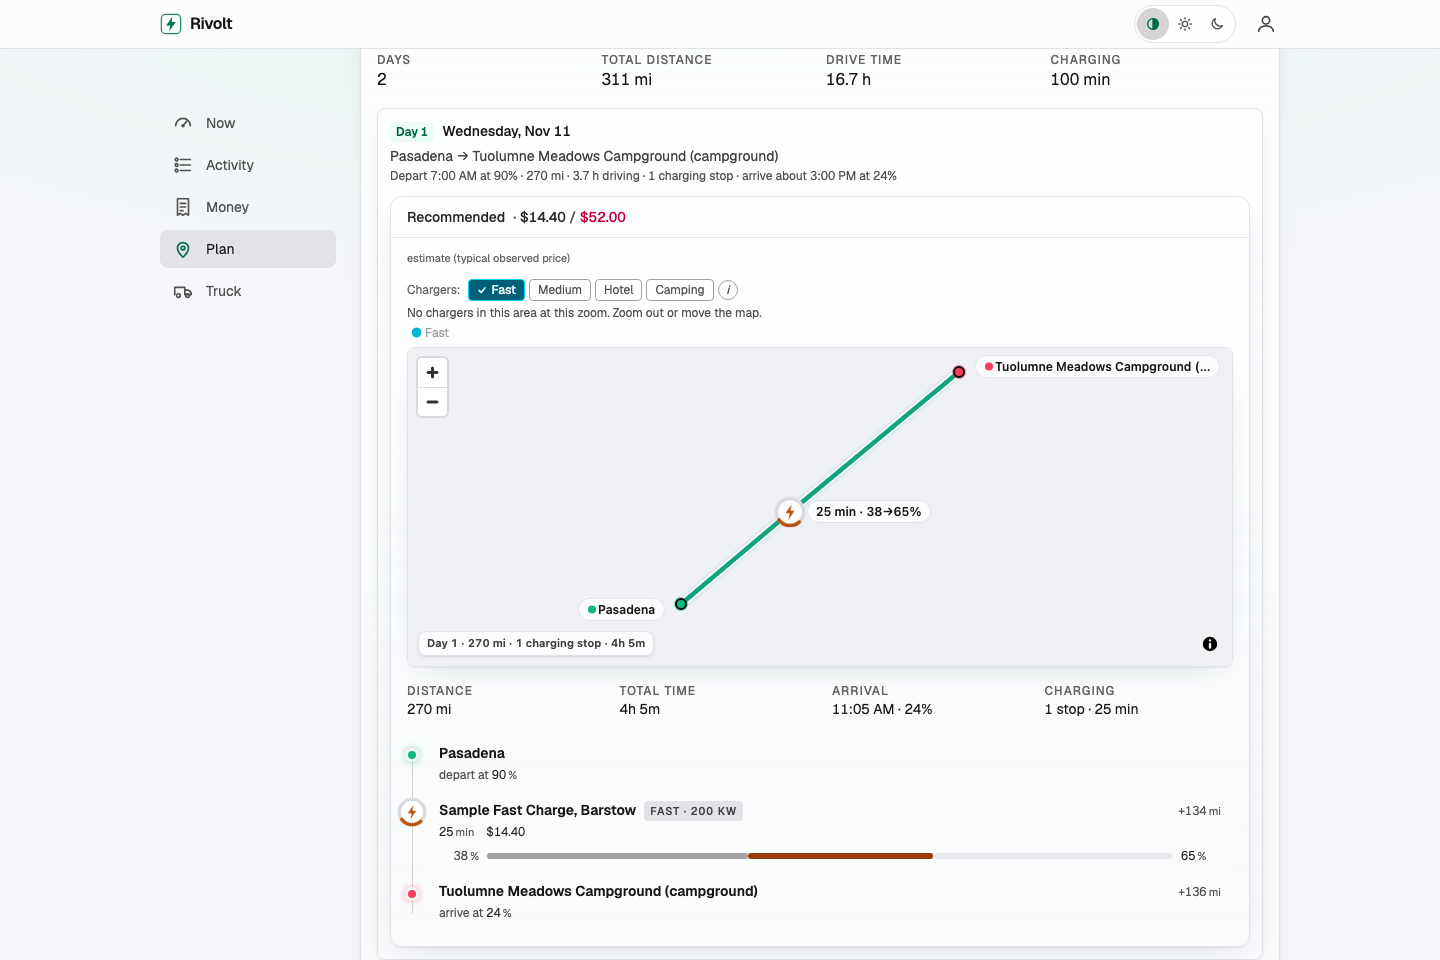 Rivolt
DAYS
2
TOTAL DISTANCE
311 mi
DRIVE TIME
16.7 h
CHARGING
100 min
Now
Activity
Money
Plan
Truck
Day 1 Wednesday, Nov 11
Pasadena → Tuolumne Meadows Campground (campground)
Depart 7:00 AM at 90% · 270 mi · 3.7 h driving · 1 charging stop · arrive about 3:00 PM at 24%
Recommended · $14.40 / $52.00
estimate (typical observed price)
Chargers: Fast Medium Hotel Camping i
No chargers in this area at this zoom. Zoom out or move the map.
Fast
+
−
Tuolumne Meadows Campground (...
25 min · 38→65%
Pasadena
Day 1 · 270 mi · 1 charging stop · 4h 5m
DISTANCE
270 mi
TOTAL TIME
4h 5m
ARRIVAL
11:05 AM · 24%
CHARGING
1 stop · 25 min
Pasadena
depart at 90 %
Sample Fast Charge, Barstow FAST · 200 KW +134 mi
25 min $14.40
38 % 65 %
Tuolumne Meadows Campground (campground) +136 mi
arrive at 24 %